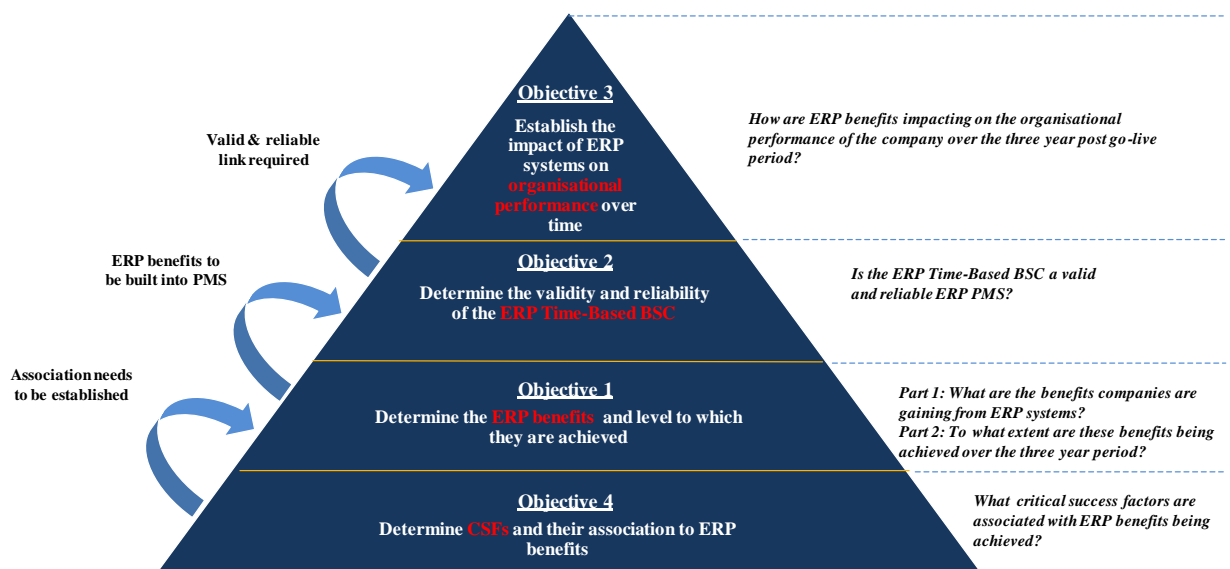 Objective 3
Establish the
impact of ERP
systems on
organisational
performance over
time
Valid & reliable
link required
How are ERP benefits impacting on the organisational
performance of the company over the three year post go-live
period?
Objective 2
Determine the validity and reliability
of the ERP Time-Based BSC
ERP benefits to
be built into PMS
Is the ERP Time-Based BSC a valid
and reliable ERP PMS?
Objective 1
Determine the ERP benefits and level to which
they are achieved
Association needs
to be established
Part 1: What are the benefits companies are
gaining from ERP systems?
Part 2: To what extent are these benefits being
achieved over the three year period?
Objective 4
Determine CSFs and their association to ERP
benefits
What critical success factors are
associated with ERP benefits being
achieved?